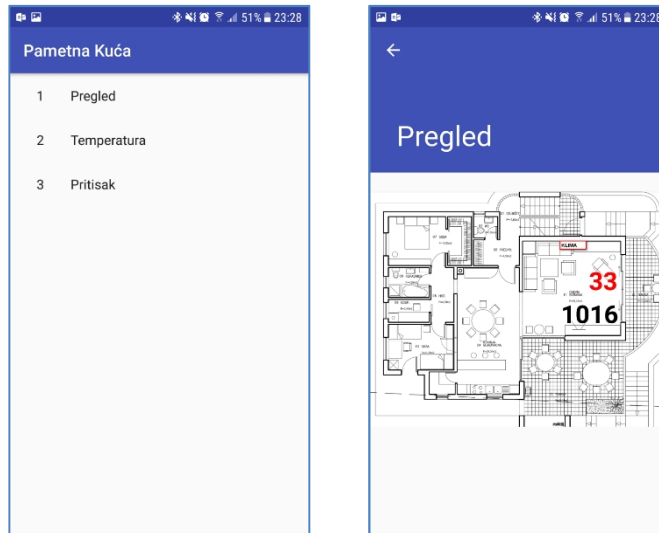 51% 23:28
Pametna Kuća
1 Pregled
2 Temperatura
3 Pritisak
51% 23:28
Pregled
KLIMA
33
1016